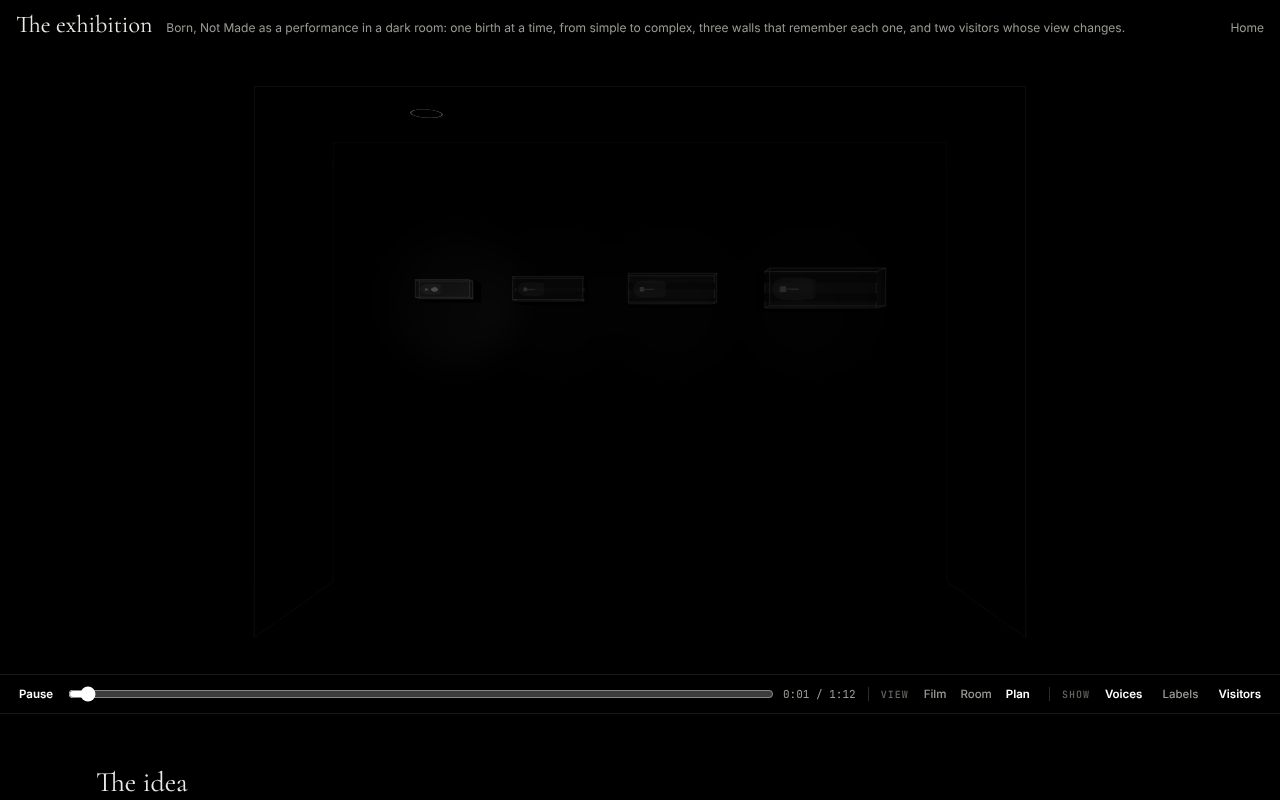 The exhibition Born, Not Made as a performance in a dark room: one birth at a time, from simple to complex, three walls that remember each one, and two visitors whose view changes. Home
Pause 0:01 / 1:12 VIEW Film Room Plan SHOW Voices Labels Visitors
The idea